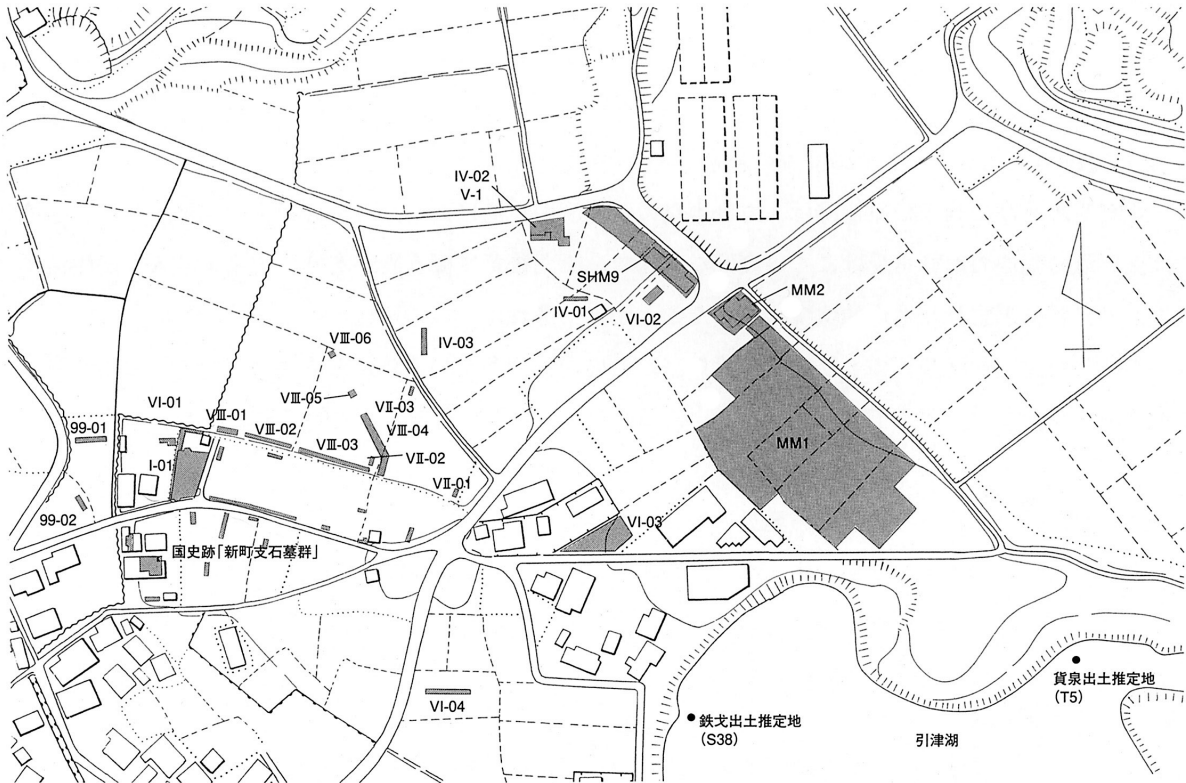 IV-02
V-1
SHM9
MM2
IV-01
VI-02
IV-03
VIII-06
VIII-05
VII-03
VI-01
VIII-01
VIII-02
VIII-04
99-01
VIII-03
VII-02
MM1
I-01
VII-01
99-02
VI-03
国史跡「新町支石墓群」
貨泉出土推定地
(T5)
VI-04
鉄戈出土推定地
(S38)
引津湖